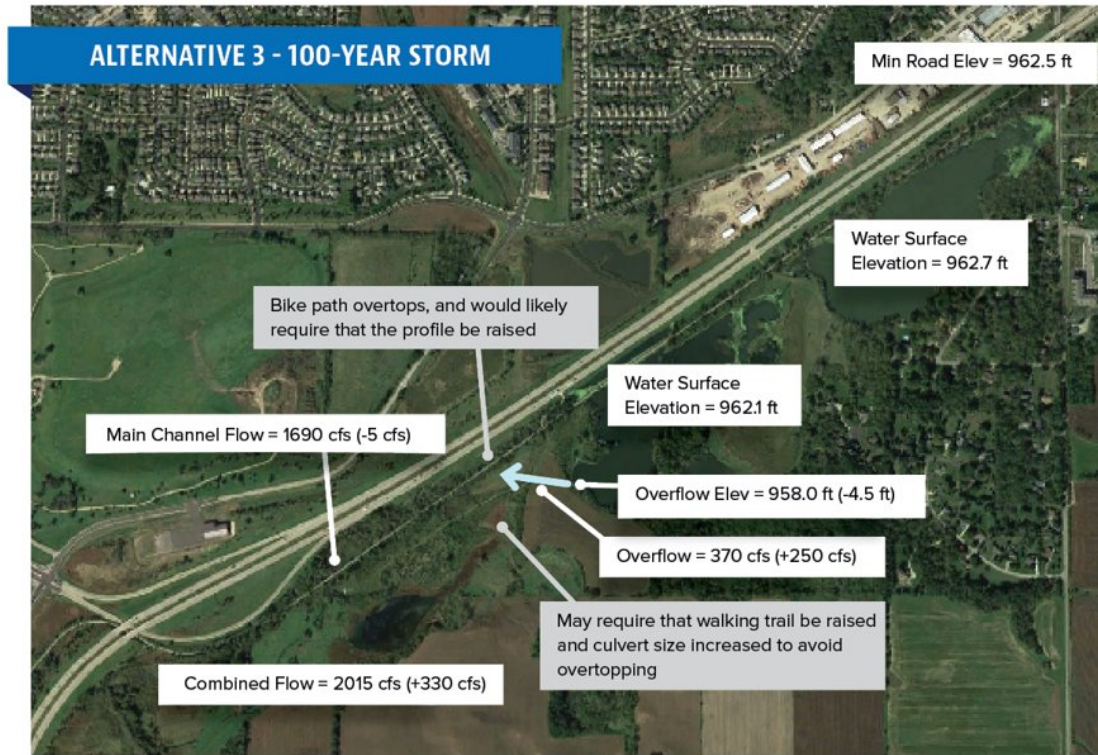 ALTERNATIVE 3 - 100-YEAR STORM
Min Road Elev = 962.5 ft
Water Surface
Elevation = 962.7 ft
Bike path overtops, and would likely
require that the profile be raised
Water Surface
Elevation = 962.1 ft
Main Channel Flow = 1690 cfs (-5 cfs)
Overflow Elev = 958.0 ft (-4.5 ft)
Overflow = 370 cfs (+250 cfs)
May require that walking trail be raised
and culvert size increased to avoid
overtopping
Combined Flow = 2015 cfs (+330 cfs)